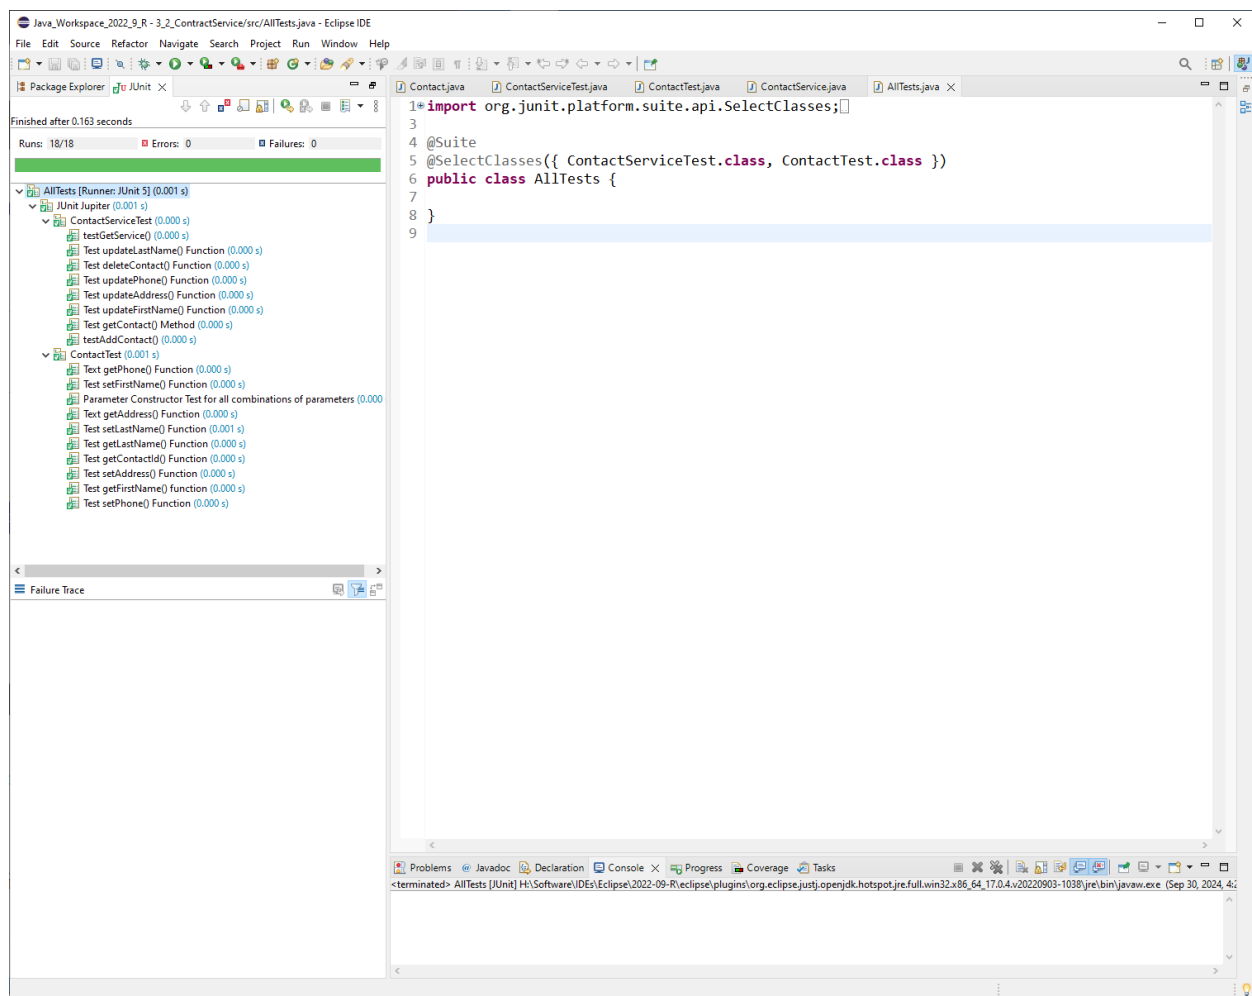 Java_Workspace_2022_9_R - 3_2_ContractService/src/AllTests.java - Eclipse IDE
File Edit Source Refactor Navigate Search Project Run Window Help
Package Explorer JUnit
Contact.java ContactServiceTest.java ContactTest.java ContactService.java AllTests.java
Finished after 0.163 seconds
Runs: 18/18 Errors: 0 Failures: 0
AllTests [Runner: JUnit 5] (0.001 s)
JUnit Jupiter (0.001 s)
ContactServiceTest (0.000 s)
testGetService() (0.000 s)
Test updateLastName() Function (0.000 s)
Test deleteContact() Function (0.000 s)
Test updatePhone() Function (0.000 s)
Test updateAddress() Function (0.000 s)
Test updateFirstName() Function (0.000 s)
Test getContact() Method (0.000 s)
testAddContact() (0.000 s)
ContactTest (0.001 s)
Text getPhone() Function (0.000 s)
Test setFirstName() Function (0.000 s)
Parameter Constructor Test for all combinations of parameters (0.000
Text getAddress() Function (0.000 s)
Test setLastName() Function (0.001 s)
Test getLastName() Function (0.000 s)
Test getContactId() Function (0.000 s)
Test setAddress() Function (0.000 s)
Test getFirstName() function (0.000 s)
Test setPhone() Function (0.000 s)
Failure Trace
1 import org.junit.platform.suite.api.SelectClasses;
3
4 @Suite
5 @SelectClasses({ ContactServiceTest.class, ContactTest.class })
6 public class AllTests {
7
8 }
9
Problems Javadoc Declaration Console Progress Coverage Tasks
<terminated> AllTests [JUnit] H:\Software\IDEs\Eclipse\2022-09-R\eclipse\plugins\org.eclipse.justj.openjdk.hotspot.jre.full.win32.x86_64_17.0.4.v20220903-1038\jre\bin\javaw.exe (Sep 30, 2024, 4:2